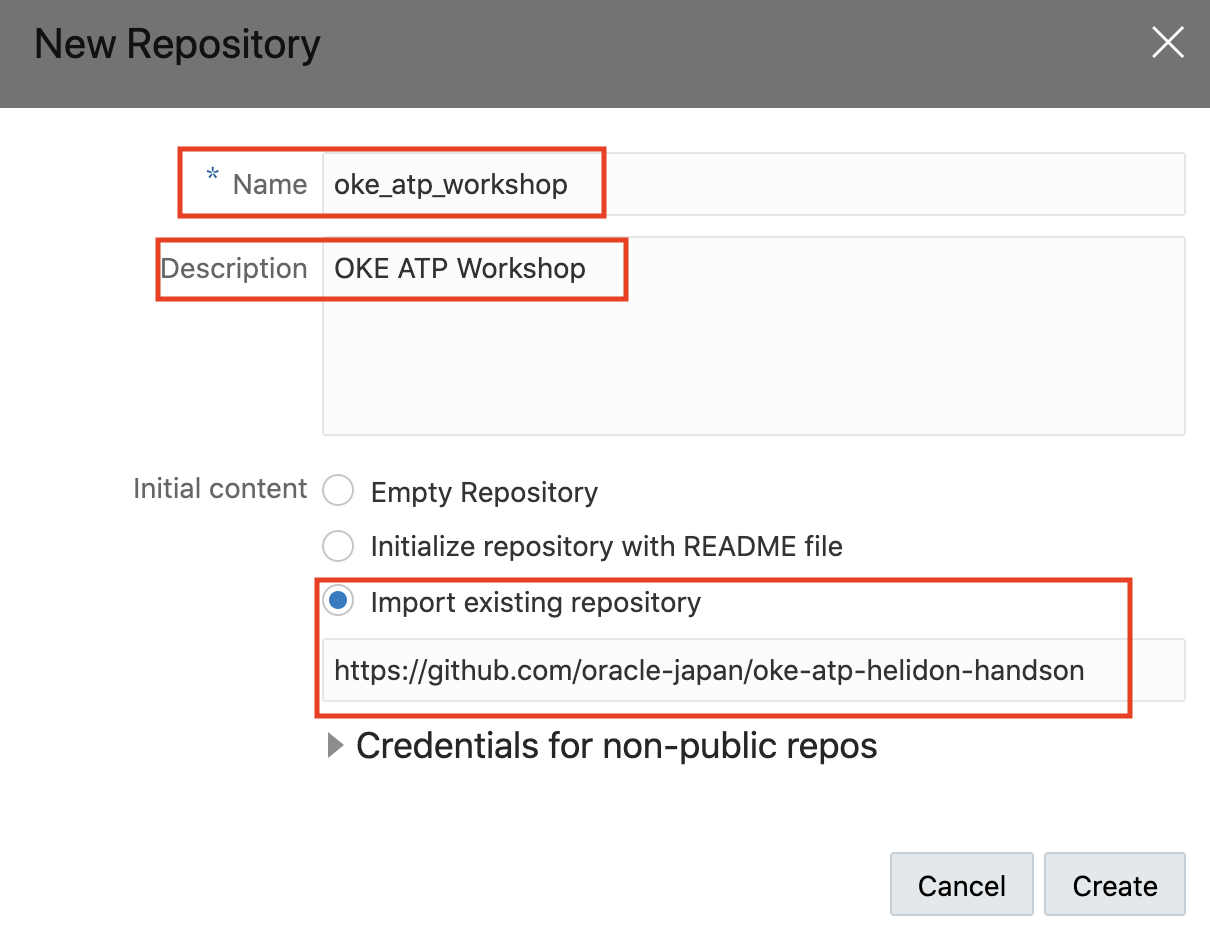 New Repository
* Name oke_atp_workshop
Description OKE ATP Workshop
Initial content Empty Repository
Initialize repository with README file
Import existing repository
https://github.com/oracle-japan/oke-atp-helidon-handson
Credentials for non-public repos
Cancel Create